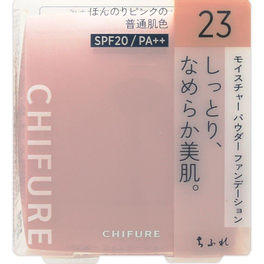 ほんのりピンクの
普通肌色
SPF20 / PA++
23
しっとり、
なめらか美肌。
モイスチャー パウダー ファンデーション
CHIFURE
CHIFURE
ちふれ